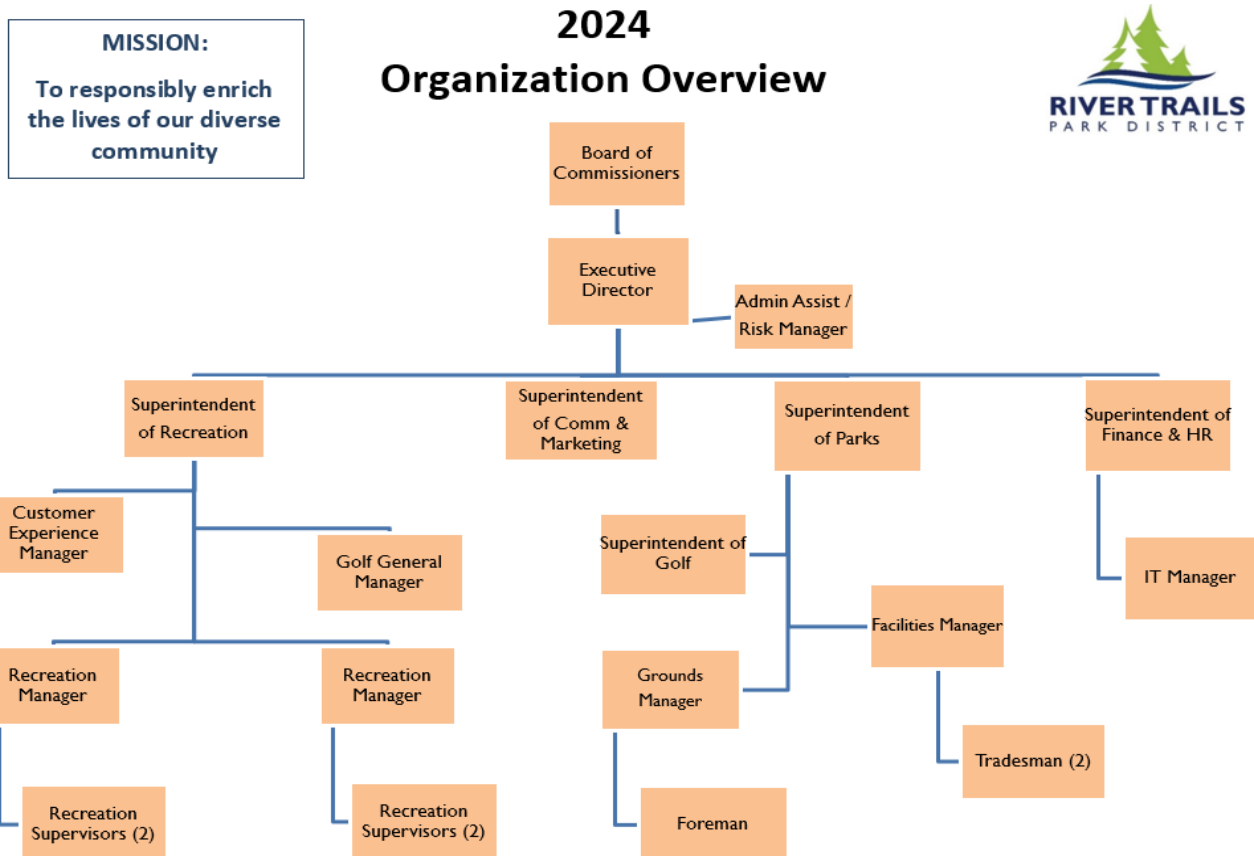 MISSION:
To responsibly enrich
the lives of our diverse
community
2024
Organization Overview
RIVER TRAILS
PARK DISTRICT
Board of
Commissioners
Executive
Director
Admin Assist /
Risk Manager
Superintendent
of Recreation
Superintendent
of Comm &
Marketing
Superintendent
of Parks
Superintendent of
Finance & HR
Customer
Experience
Manager
Golf General
Manager
Superintendent of
Golf
IT Manager
Facilities Manager
Recreation
Manager
Recreation
Manager
Grounds
Manager
Tradesman (2)
Recreation
Supervisors (2)
Recreation
Supervisors (2)
Foreman